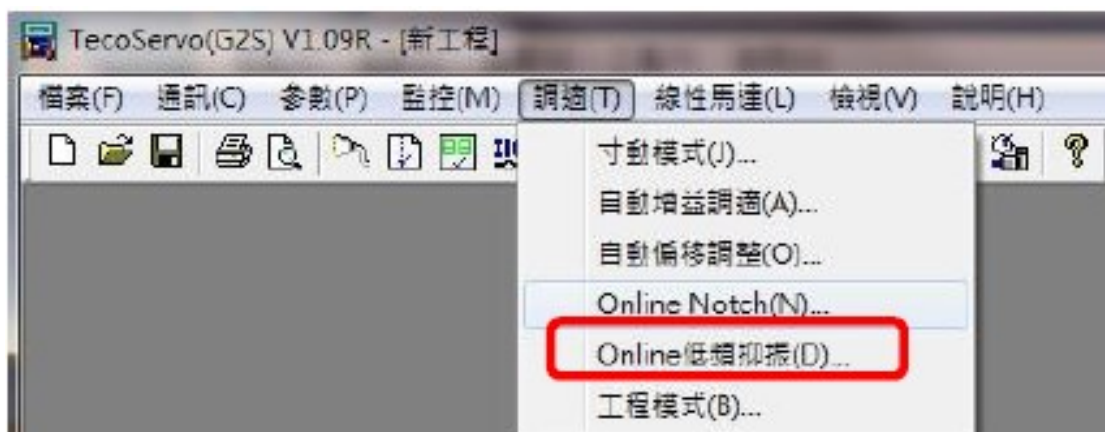 TecoServo(G2S) V1.09R - [新工程]
檔案(F) 通訊(C) 參數(P) 監控(M) 調適(T) 線性馬達(L) 檢視(V) 說明(H)
寸動模式(J)...
自動增益調適(A)...
自動偏移調整(O)...
Online Notch(N)...
Online低頻抑振(D)...
工程模式(B)...